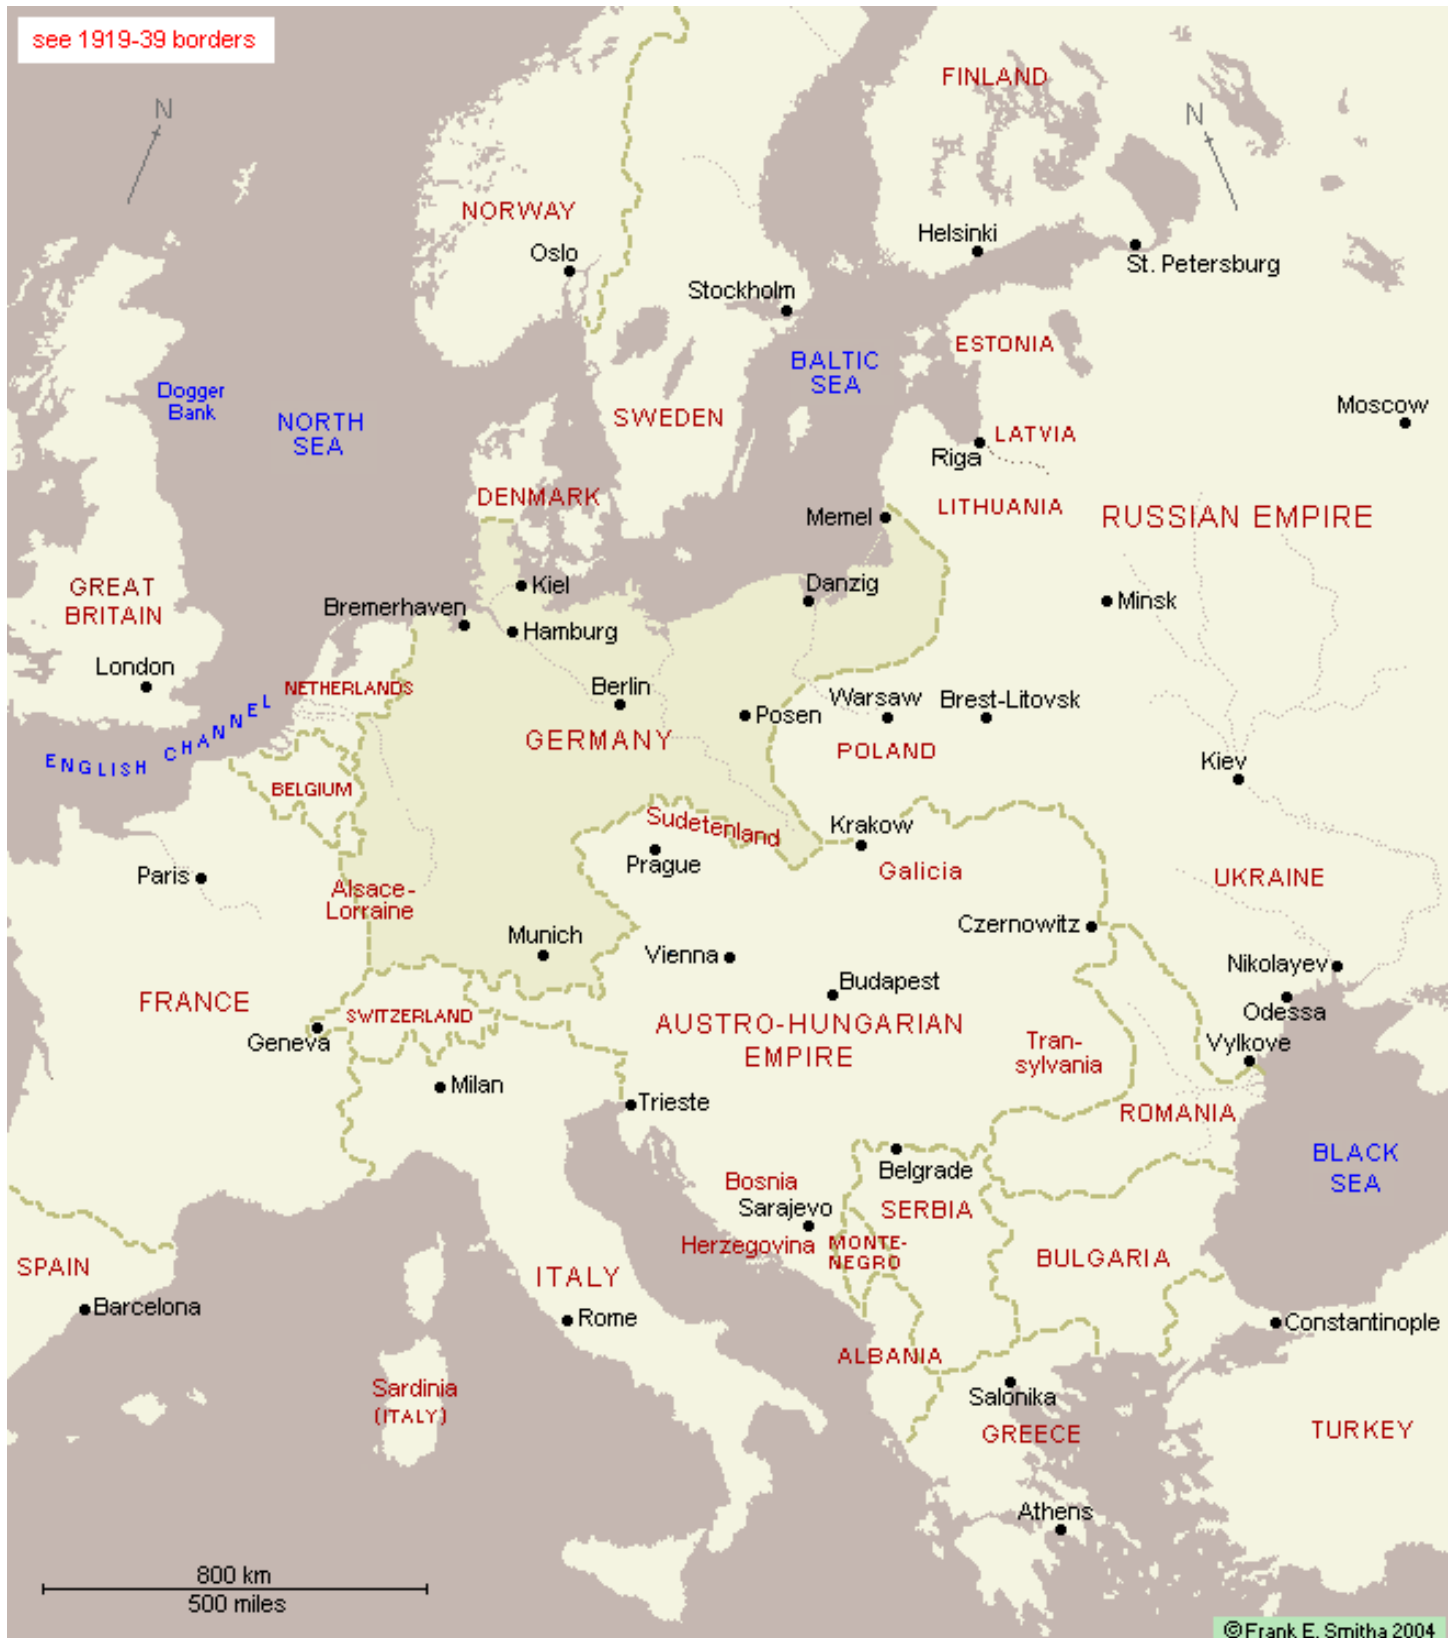 see 1919-39 borders
FINLAND
N
N
NORWAY
Helsinki
Oslo
St. Petersburg
Stockholm
ESTONIA
BALTIC
SEA
Dogger
Bank
NORTH
SEA
SWEDEN
Moscow
LATVIA
Riga
DENMARK
LITHUANIA
Memel
RUSSIAN EMPIRE
GREAT
BRITAIN
Kiel
Danzig
Minsk
Bremerhaven
Hamburg
London
NETHERLANDS
Berlin
Warsaw
Brest-Litovsk
Posen
ENGLISH CHANNEL
GERMANY
POLAND
Kiev
BELGIUM
Sudetenland
Krakow
Prague
Galicia
Paris
UKRAINE
Alsace-
Lorraine
Czernowitz
Munich
Vienna
Nikolayev
Budapest
FRANCE
SWITZERLAND
Odessa
Geneva
AUSTRO-HUNGARIAN
EMPIRE
Tran-
sylvania
Vylkove
Milan
Trieste
ROMANIA
BLACK
SEA
Belgrade
Bosnia
Sarajevo
SERBIA
Herzegovina
MONTE-
NEGRO
BULGARIA
SPAIN
ITALY
Barcelona
Rome
Constantinople
ALBANIA
Sardinia
(ITALY)
Salonika
GREECE
TURKEY
Athens
800 km
500 miles
©Frank E. Smitha 2004